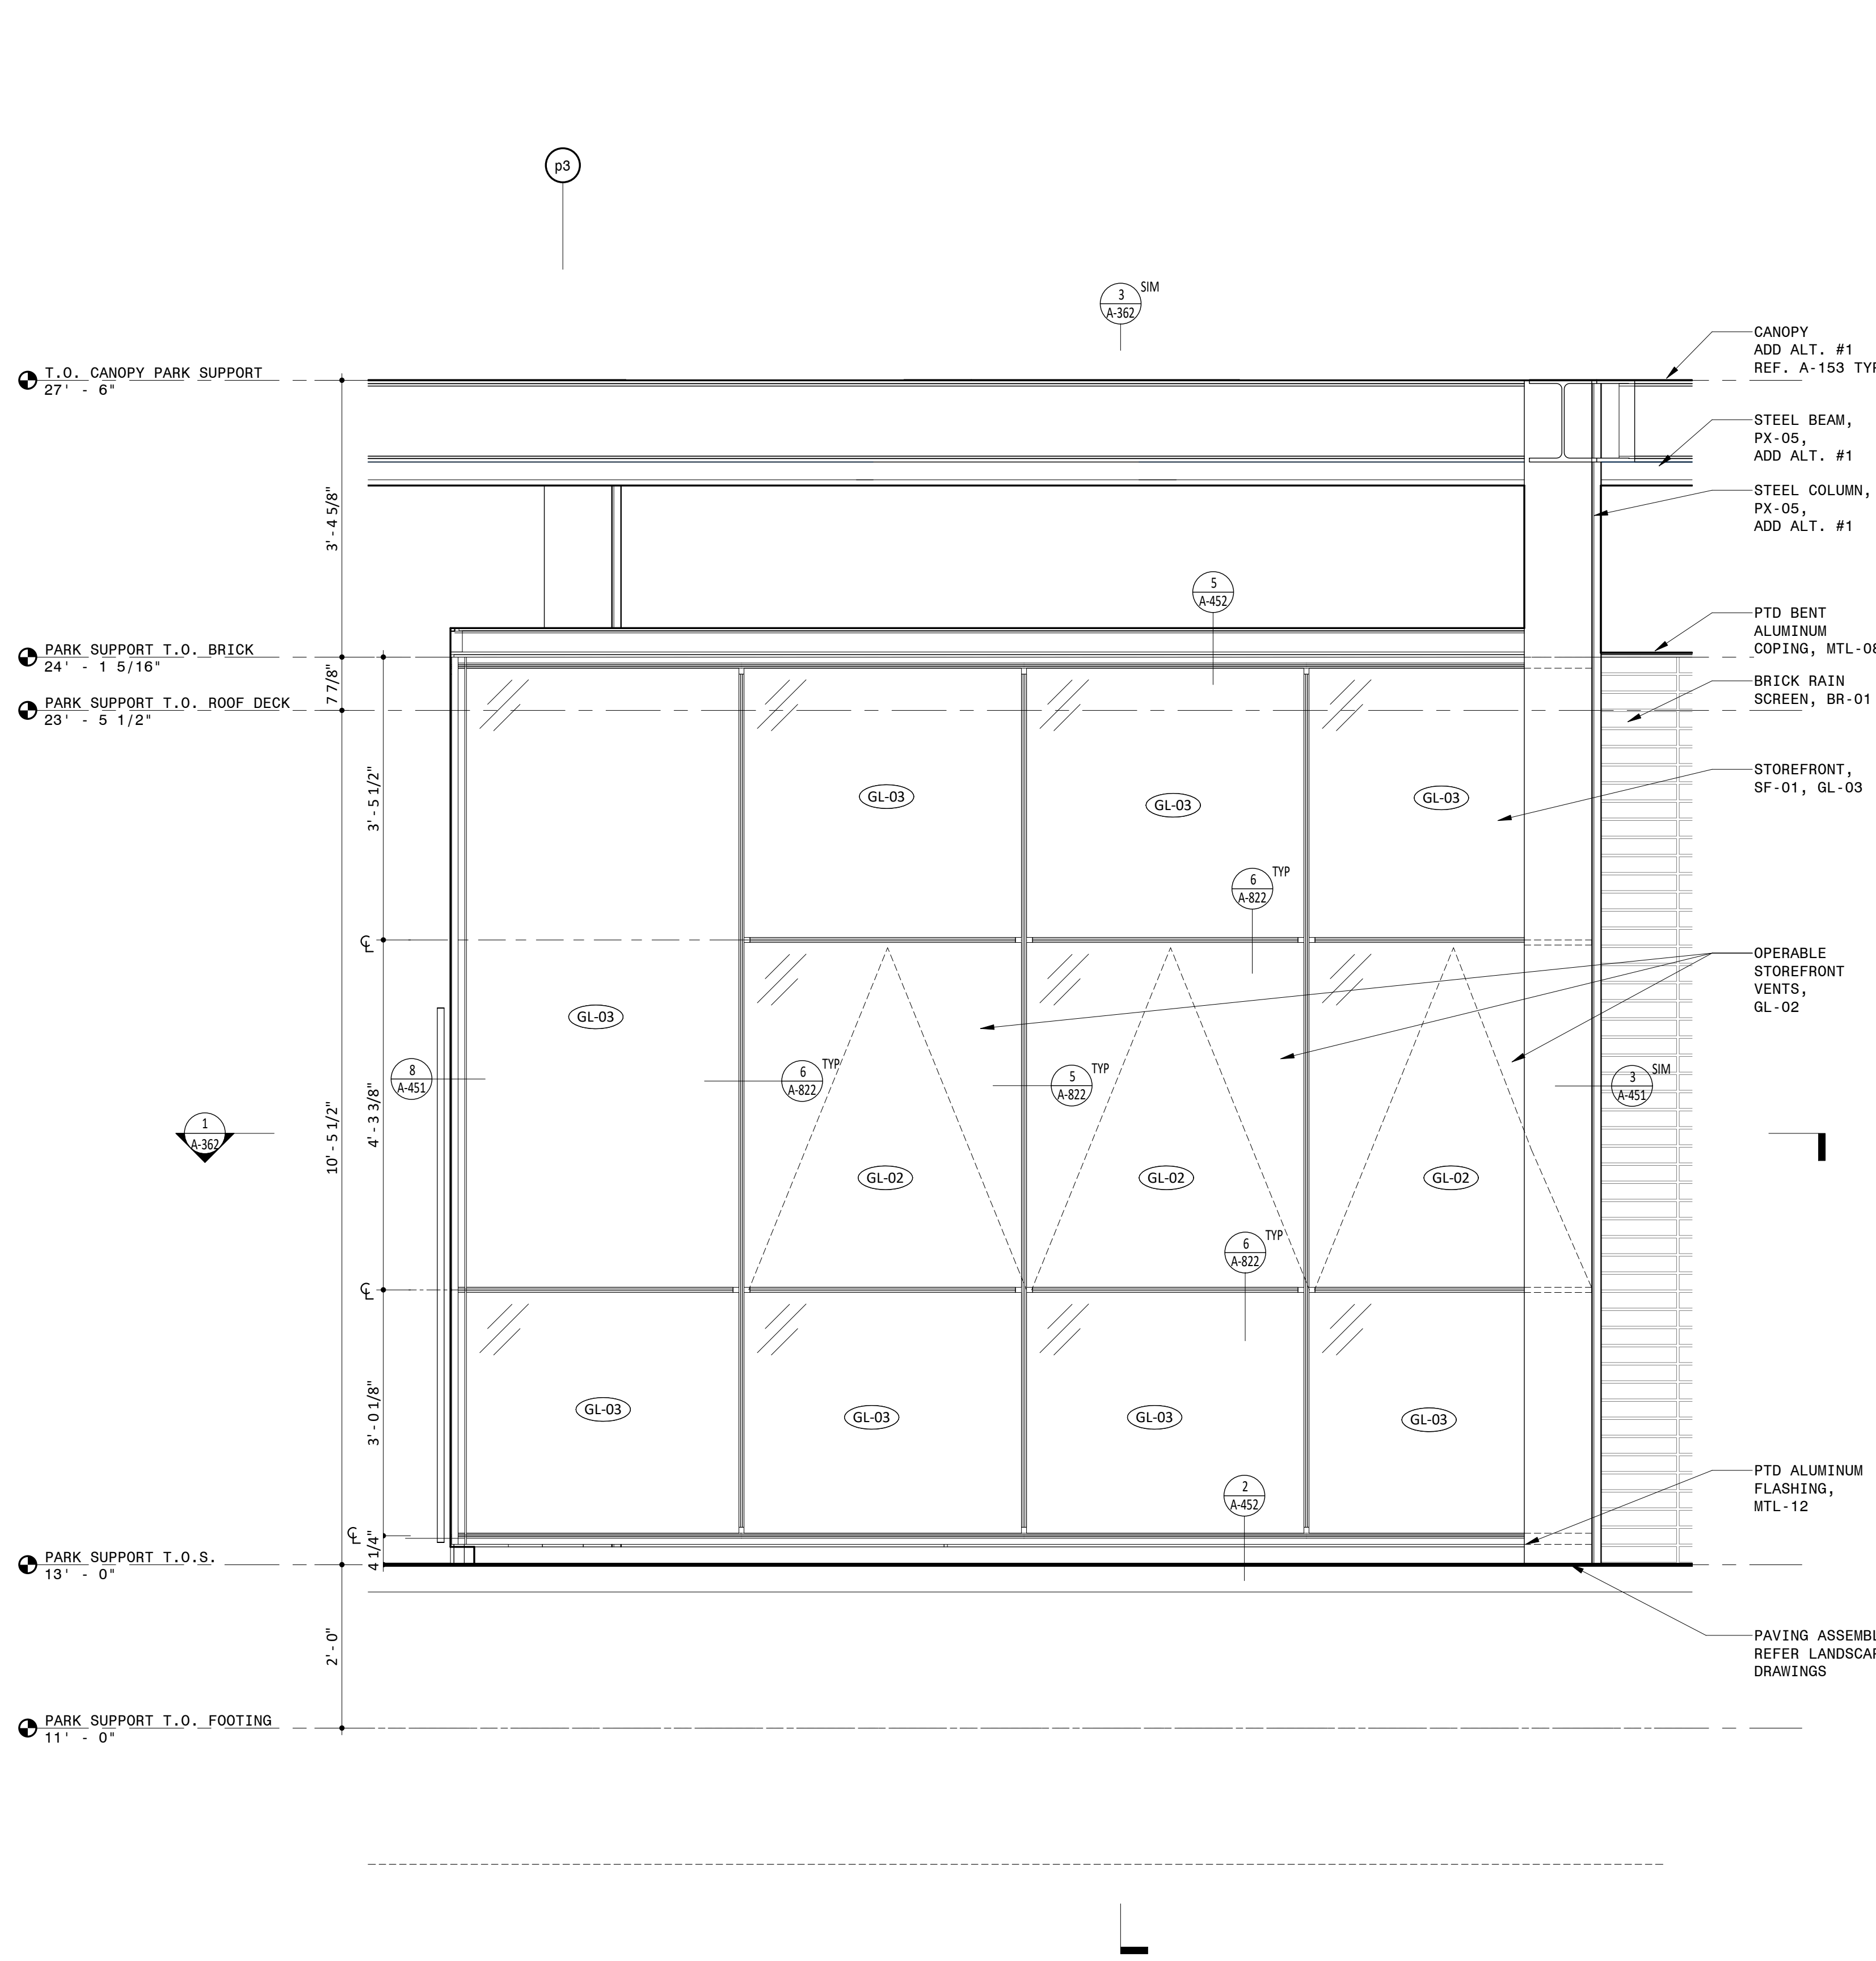 p3
3
SIM
A-362
T.O. CANOPY PARK SUPPORT
27' - 6"
CANOPY
ADD ALT. #1
REF. A-153 TYP
STEEL BEAM,
PX-05,
ADD ALT. #1
STEEL COLUMN,
PX-05,
ADD ALT. #1
3' - 4 5/8"
5
A-452
PTD BENT
ALUMINUM
COPING, MTL-08
PARK SUPPORT T.O. BRICK
24' - 1 5/16"
7 7/8"
BRICK RAIN
SCREEN, BR-01
PARK SUPPORT T.O. ROOF DECK
23' - 5 1/2"
STOREFRONT,
SF-01, GL-03
3' - 5 1/2"
GL-03
GL-03
GL-03
6
TYP
A-822
OPERABLE
STOREFRONT
VENTS,
GL-02
GL-03
8
A-451
6
TYP
A-822
5
TYP
A-822
3
SIM
A-451
1
A-362
10' - 5 1/2"
4' - 3 3/8"
GL-02
GL-02
GL-02
6
TYP
A-822
3' - 0 1/8"
GL-03
GL-03
GL-03
GL-03
2
A-452
PTD ALUMINUM
FLASHING,
MTL-12
4 1/4"
PARK SUPPORT T.O.S.
13' - 0"
2' - 0"
PAVING ASSEMBL
REFER LANDSCAP
DRAWINGS
PARK SUPPORT T.O. FOOTING
11' - 0"